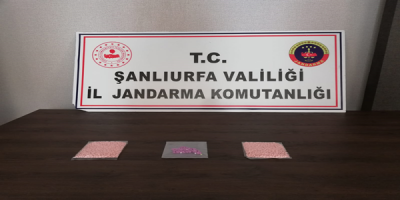 T.C.
ŞANLIURFA VALİLİĞİ
İL JANDARMA KOMUTANLIĞI